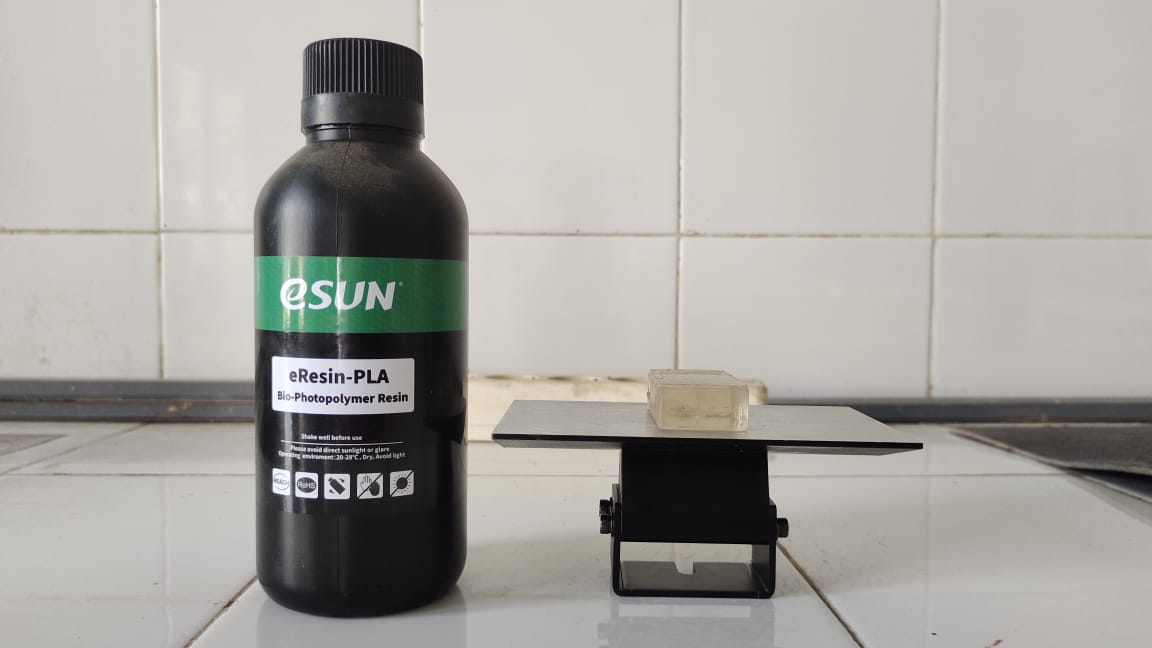 eSUN
eResin-PLA
Bio-Photopolymer Resin
Shake well before use
Please avoid direct sunlight or glare
Operating enviroment:20-28°C , Dry, Avoid light
REACH
RoHS